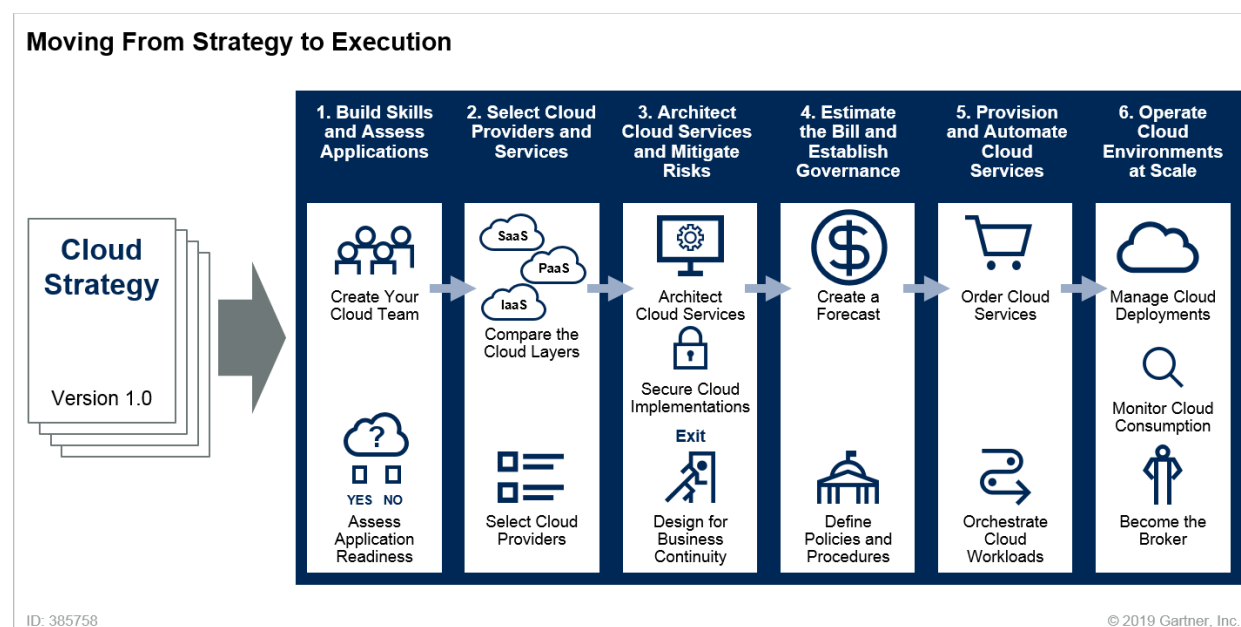 Moving From Strategy to Execution
Cloud
Strategy
Version 1.0
1. Build Skills
and Assess
Applications
Create Your
Cloud Team
?
YES NO
Assess
Application
Readiness
2. Select Cloud
Providers and
Services
SaaS
PaaS
IaaS
Compare the
Cloud Layers
Select Cloud
Providers
3. Architect
Cloud Services
and Mitigate
Risks
Architect
Cloud Services
Secure Cloud
Implementations
Exit
Design for
Business
Continuity
4. Estimate
the Bill and
Establish
Governance
$
Create a
Forecast
Define
Policies and
Procedures
5. Provision
and Automate
Cloud
Services
Order Cloud
Services
Orchestrate
Cloud
Workloads
6. Operate
Cloud
Environments
at Scale
Manage Cloud
Deployments
Monitor Cloud
Consumption
Become the
Broker
ID: 385758
© 2019 Gartner, Inc.